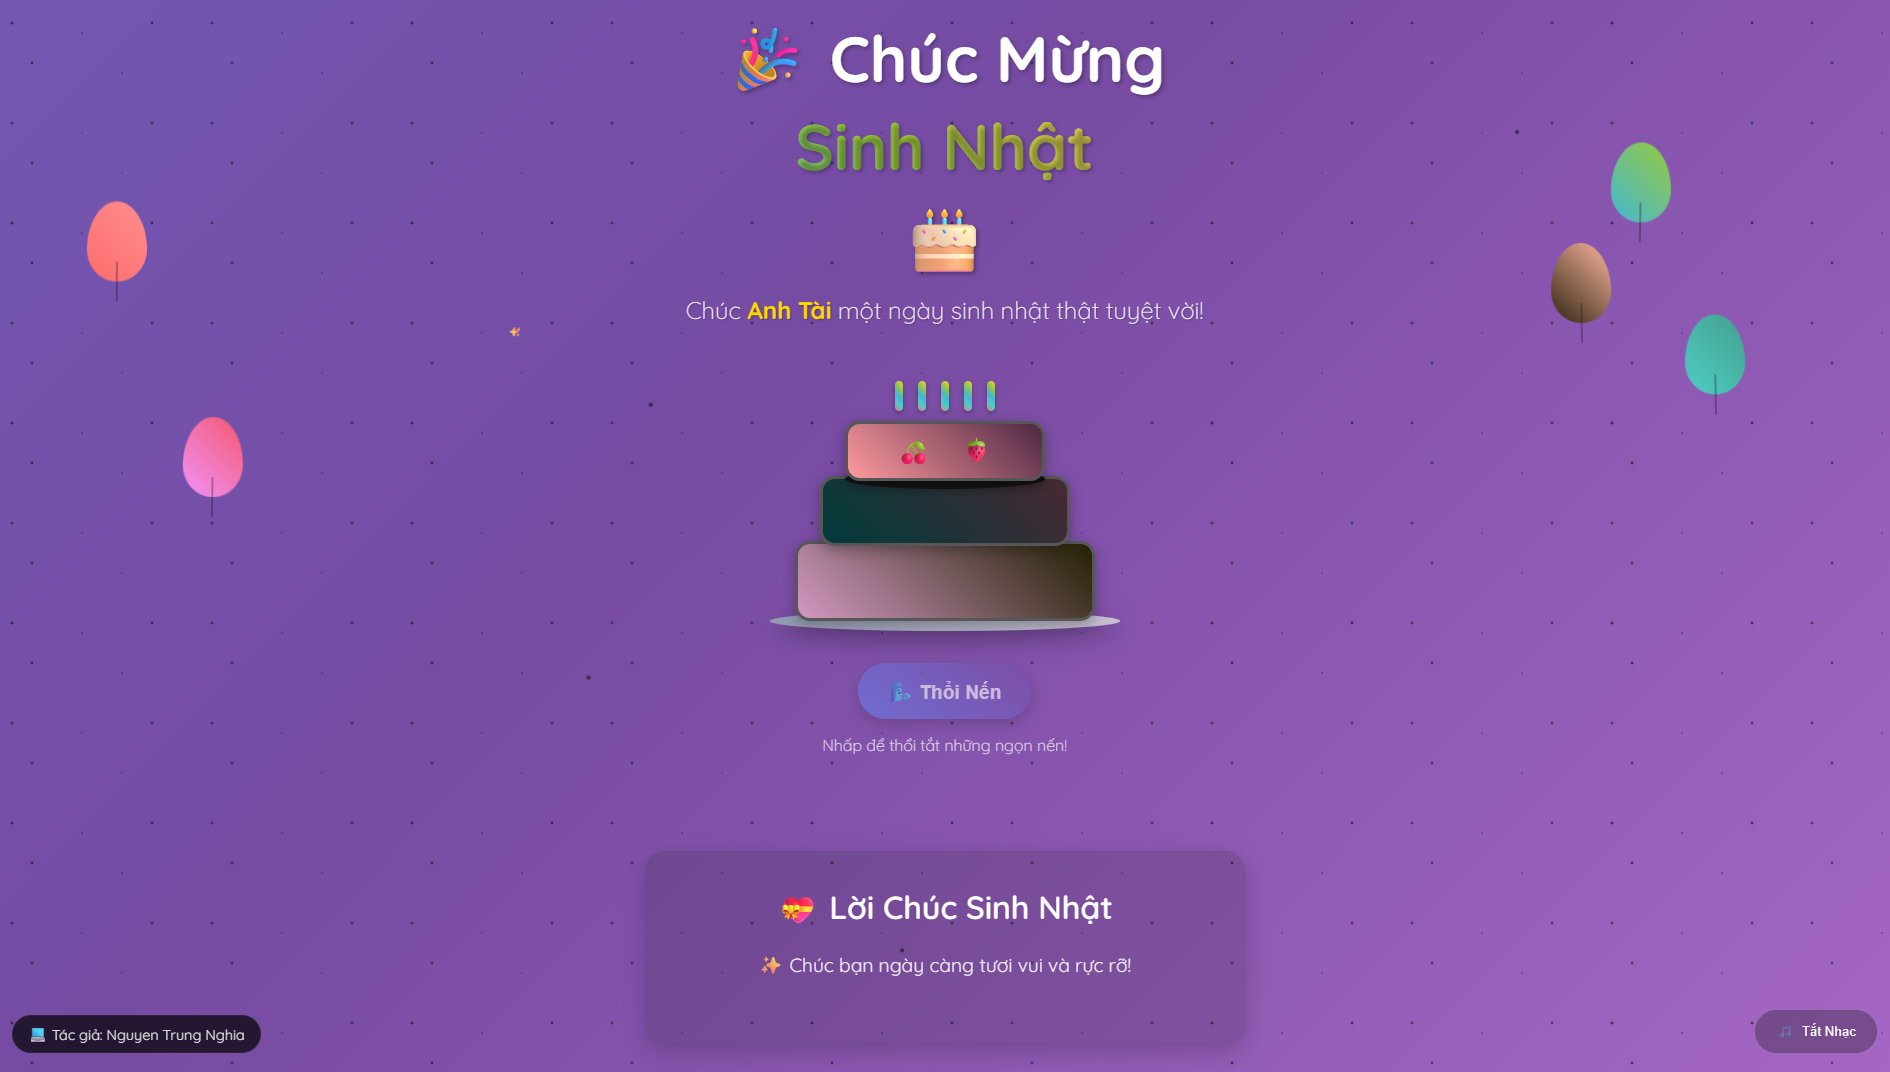 Chúc Mừng
Sinh Nhật
Chúc Anh Tài một ngày sinh nhật thật tuyệt vời!
Thổi Nến
Nhấp để thổi tắt những ngọn nến!
Lời Chúc Sinh Nhật
Chúc bạn ngày càng tươi vui và rực rỡ!
Tác giả: Nguyen Trung Nghia
Tắt Nhạc